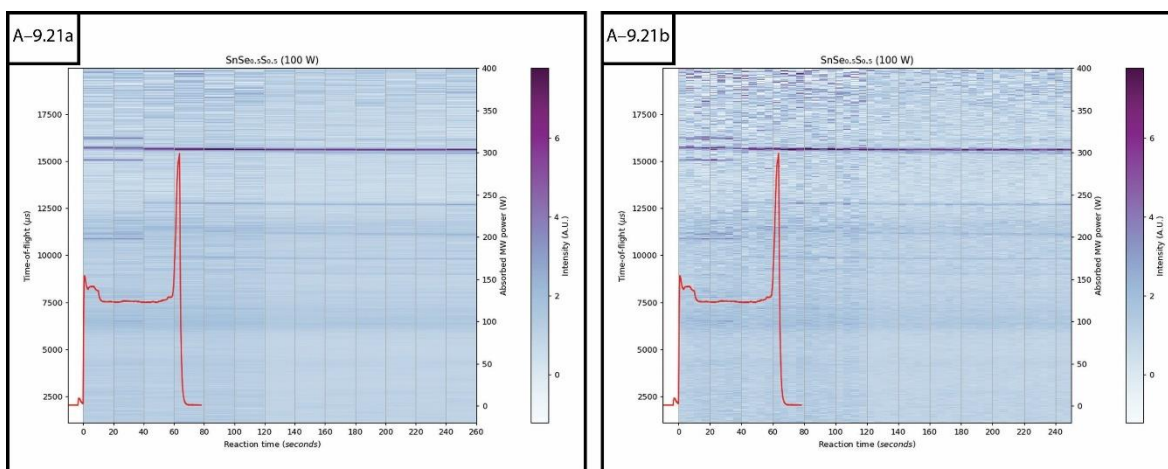 A–9.21a
SnSe₀.₅S₀.₅ (100 W)
Time-of-flight (μs)
17500
15000
12500
10000
7500
5000
2500
0 20 40 60 80 100 120 140 160 180 200 220 240 260
Reaction time (seconds)
400
350
300
250
200
150
100
50
0
Absorbed MW power (W)
6
4
2
0
Intensity (A.U.)
A–9.21b
SnSe₀.₅S₀.₅ (100 W)
Time-of-flight (μs)
17500
15000
12500
10000
7500
5000
2500
0 20 40 60 80 100 120 140 160 180 200 220 240
Reaction time (seconds)
400
350
300
250
200
150
100
50
0
Absorbed MW power (W)
6
4
2
0
Intensity (A.U.)